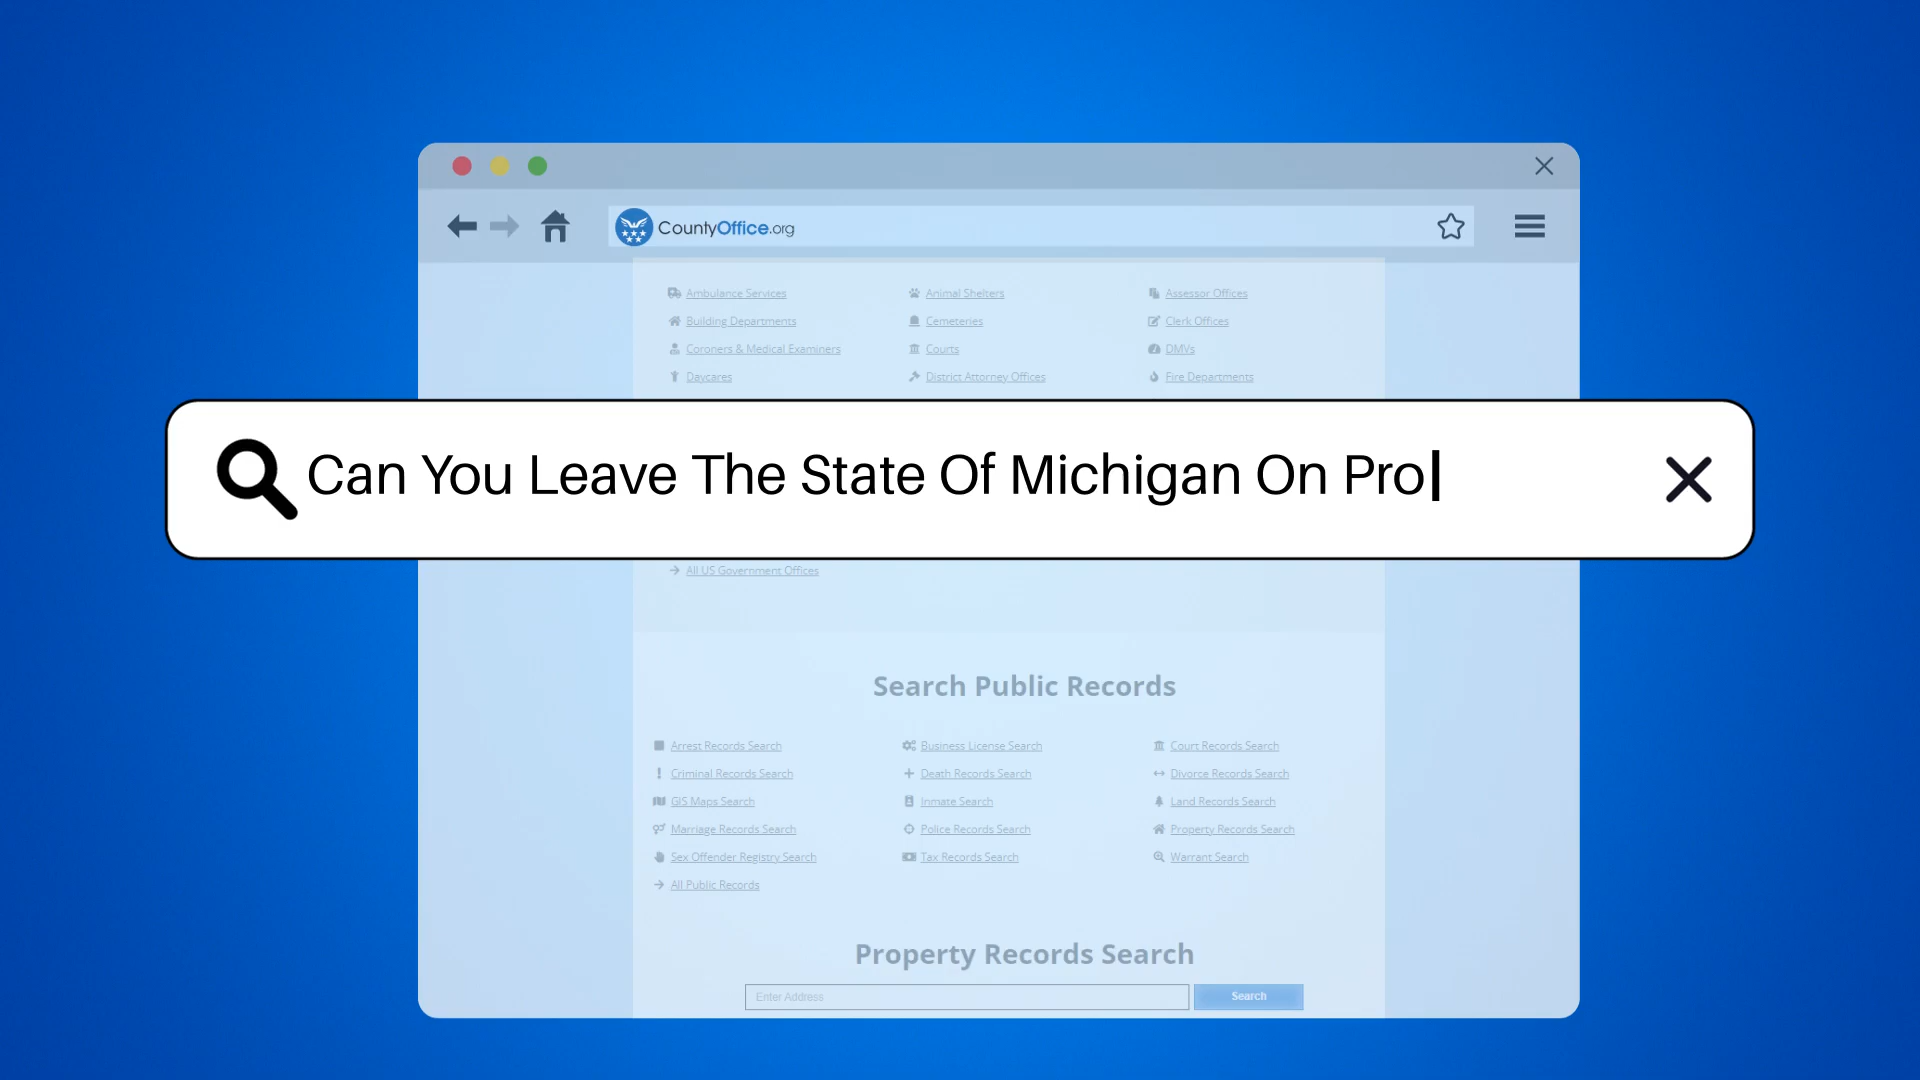 CountyOffice.org
Ambulance Services Animal Shelters Assessor Offices
Building Departments Cemeteries Clerk Offices
Coroners & Medical Examiners Courts DMVs
Daycares District Attorney Offices Fire Departments
Can You Leave The State Of Michigan On Pro
All US Government Offices
Search Public Records
Arrest Records Search Business License Search Court Records Search
Criminal Records Search Death Records Search Divorce Records Search
GIS Maps Search Inmate Search Land Records Search
Marriage Records Search Police Records Search Property Records Search
Sex Offender Registry Search Tax Records Search Warrant Search
All Public Records
Property Records Search
Enter Address Search